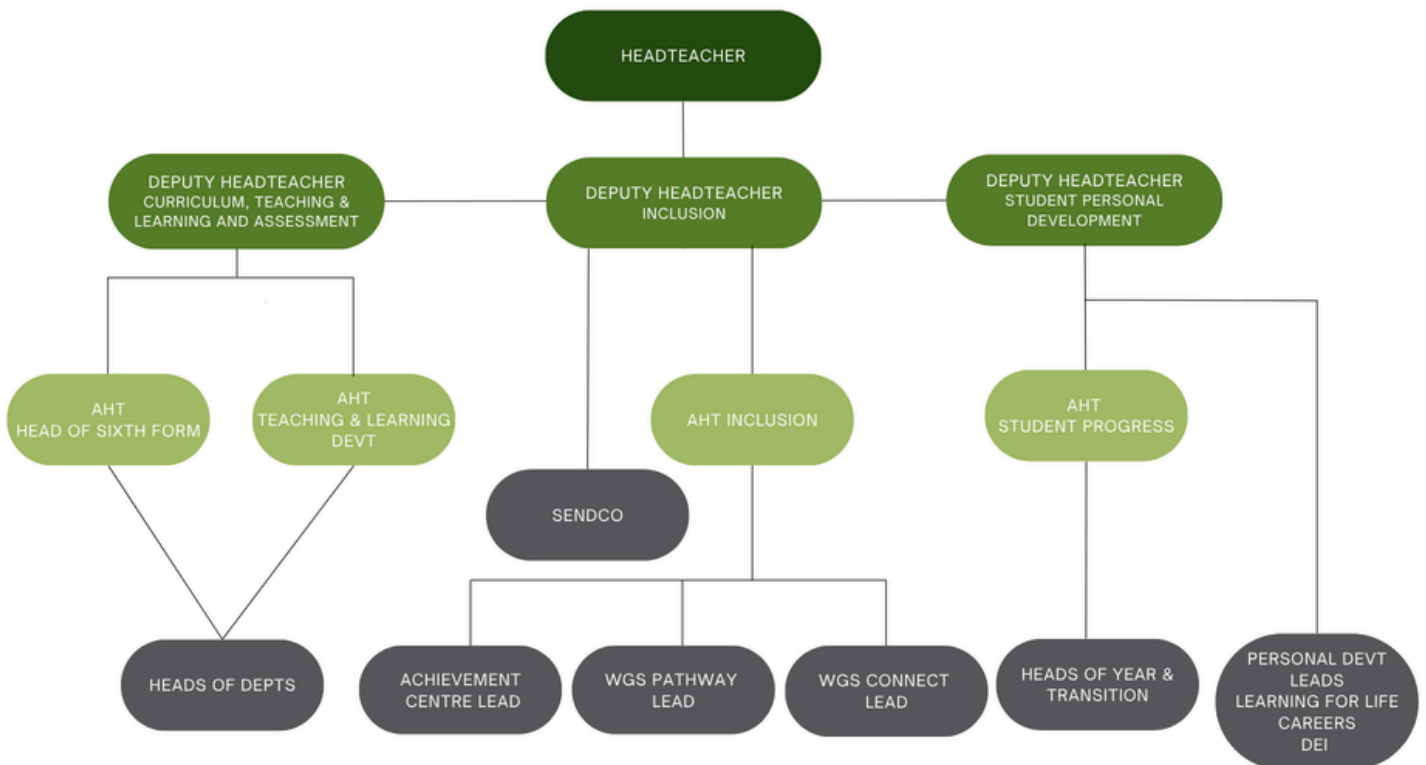 HEADTEACHER
DEPUTY HEADTEACHER
CURRICULUM, TEACHING &
LEARNING AND ASSESSMENT
DEPUTY HEADTEACHER
INCLUSION
DEPUTY HEADTEACHER
STUDENT PERSONAL
DEVELOPMENT
AHT
HEAD OF SIXTH FORM
AHT
TEACHING & LEARNING
DEVT
AHT INCLUSION
AHT
STUDENT PROGRESS
SENDCO
HEADS OF DEPTS
ACHIEVEMENT
CENTRE LEAD
WGS PATHWAY
LEAD
WGS CONNECT
LEAD
HEADS OF YEAR &
TRANSITION
PERSONAL DEVT
LEADS
LEARNING FOR LIFE
CAREERS
DEI